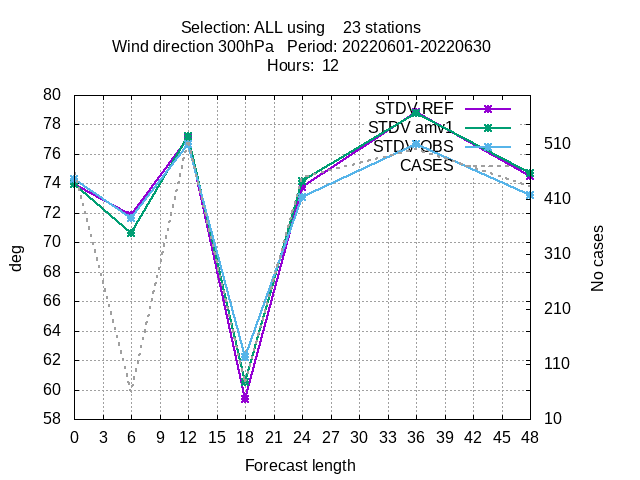 Selection: ALL using    23 stations
Wind direction 300hPa   Period: 20220601-20220630
Hours:  12
STDV REF
STDV amv1
STDV OBS
CASES
deg
No cases
80
78
76
74
72
70
68
66
64
62
60
58
510
410
310
210
110
10
0 3 6 9 12 15 18 21 24 27 30 33 36 39 42 45 48
Forecast length